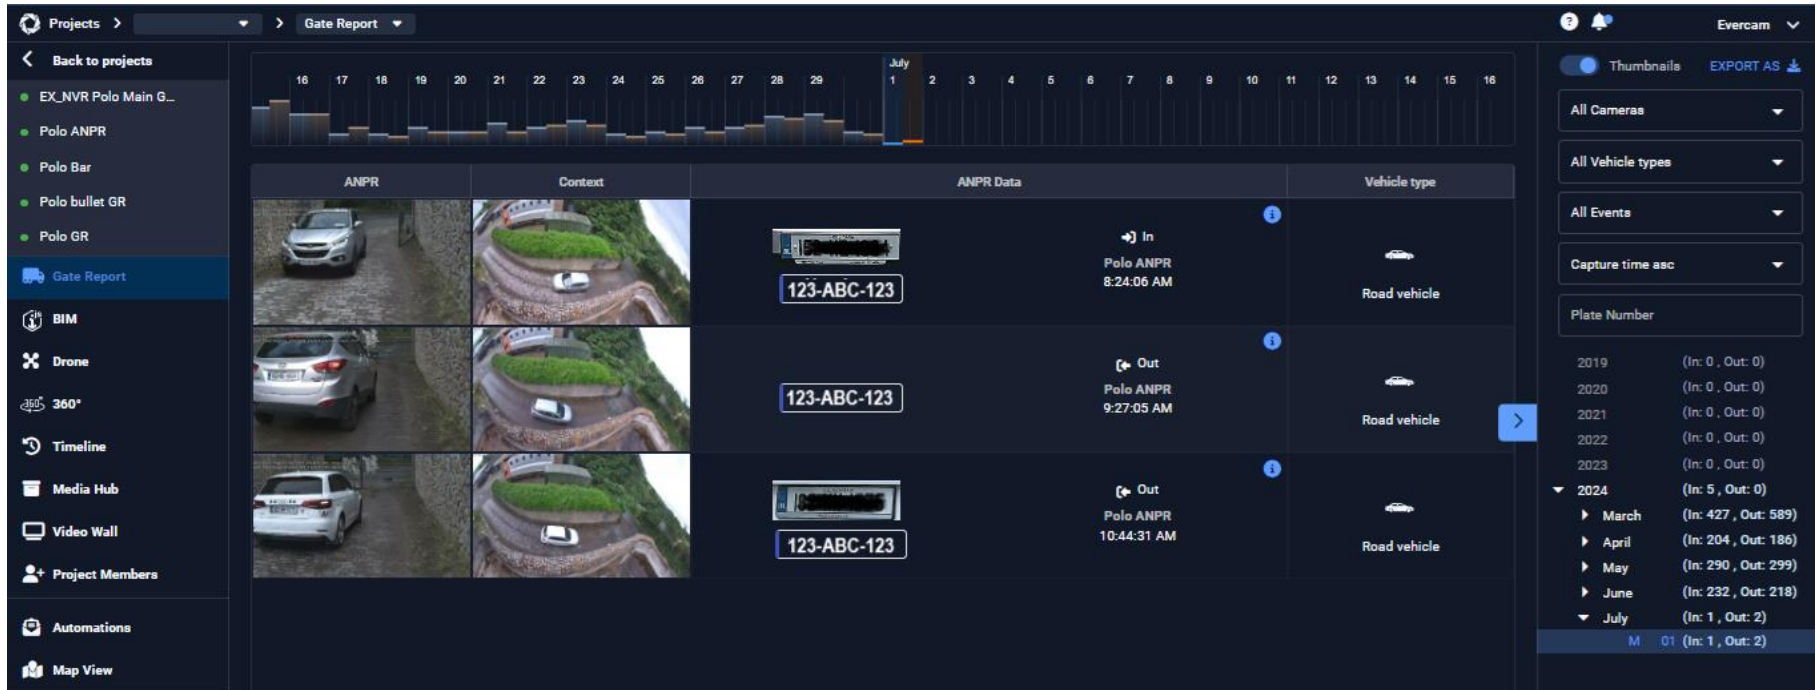 Projects
Gate Report
Evercam
Back to projects
EX_NVR Polo Main G...
Polo ANPR
Polo Bar
Polo bullet GR
Polo GR
Gate Report
BIM
Drone
360°
Timeline
Media Hub
Video Wall
Project Members
Automations
Map View
July
16 17 18 19 20 21 22 23 24 25 26 27 28 29 1 2 3 4 5 6 7 8 9 10 11 12 13 14 15 16
ANPR Context ANPR Data Vehicle type
In
Polo ANPR
8:24:06 AM
123-ABC-123
Road vehicle
Out
Polo ANPR
9:27:05 AM
123-ABC-123
Road vehicle
Out
Polo ANPR
10:44:31 AM
123-ABC-123
Road vehicle
Thumbnails EXPORT AS
All Cameras
All Vehicle types
All Events
Capture time asc
Plate Number
2019 (In: 0 , Out: 0)
2020 (In: 0 , Out: 0)
2021 (In: 0 , Out: 0)
2022 (In: 0 , Out: 0)
2023 (In: 0 , Out: 0)
2024 (In: 5 , Out: 0)
March (In: 427 , Out: 589)
April (In: 204 , Out: 186)
May (In: 290 , Out: 299)
June (In: 232 , Out: 218)
July (In: 1 , Out: 2)
M 01 (In: 1 , Out: 2)